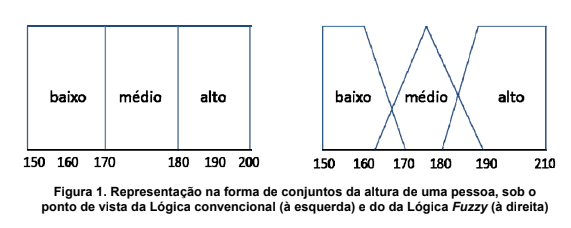 baixo médio alto baixo médio alto
150 160 170 180 190 200 150 160 170 180 190 210
Figura 1. Representação na forma de conjuntos da altura de uma pessoa, sob o
ponto de vista da Lógica convencional (à esquerda) e do da Lógica Fuzzy (à direita)